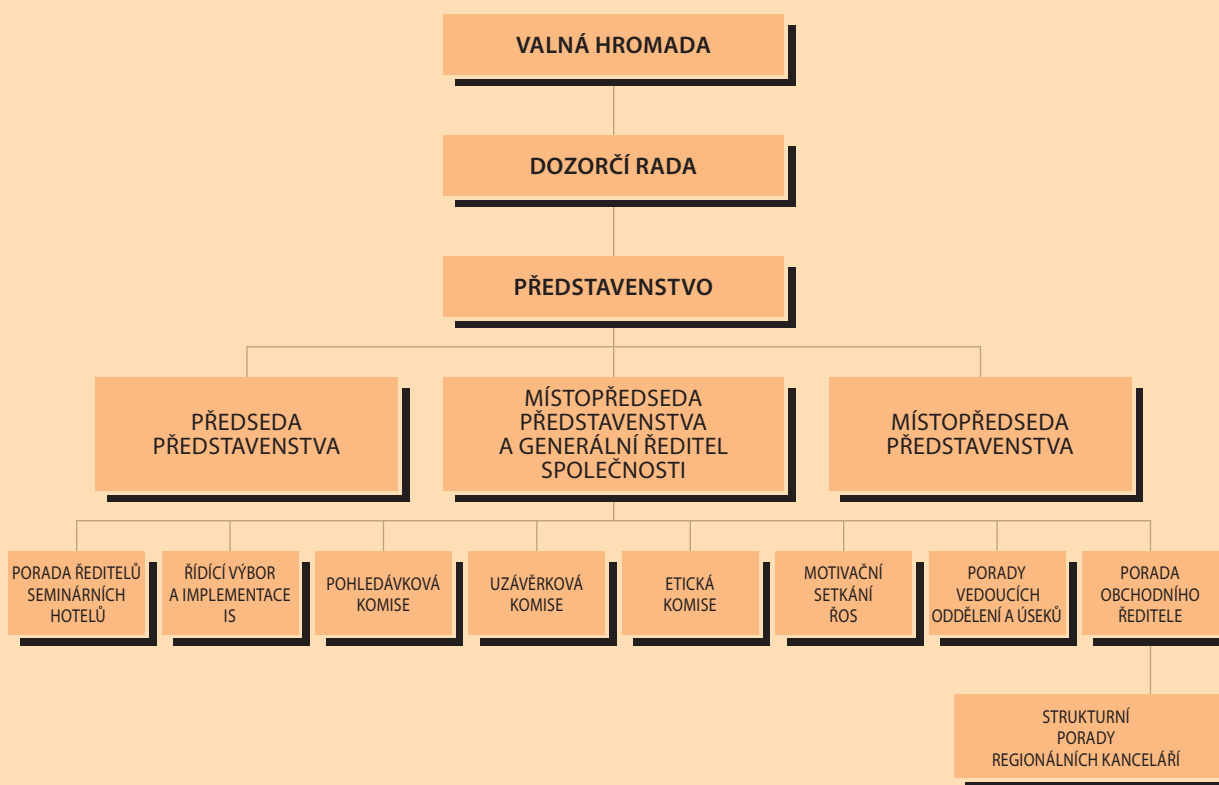 VALNÁ HROMADA
DOZORČÍ RADA
PŘEDSTAVENSTVO
PŘEDSEDA
PŘEDSTAVENSTVA
MÍSTOPŘEDSEDA
PŘEDSTAVENSTVA
A GENERÁLNÍ ŘEDITEL
SPOLEČNOSTI
MÍSTOPŘEDSEDA
PŘEDSTAVENSTVA
PORADA ŘEDITELŮ
SEMINÁRNÍCH
HOTELŮ
ŘÍDÍCÍ VÝBOR
A IMPLEMENTACE
IS
POHLEDÁVKOVÁ
KOMISE
UZÁVĚRKOVÁ
KOMISE
ETICKÁ
KOMISE
MOTIVAČNÍ
SETKÁNÍ
ŘOS
PORADY
VEDOUCÍCH
ODDĚLENÍ A ÚSEKŮ
PORADA
OBCHODNÍHO
ŘEDITELE
STRUKTURNÍ
PORADY
REGIONÁLNÍCH KANCELÁŘÍ